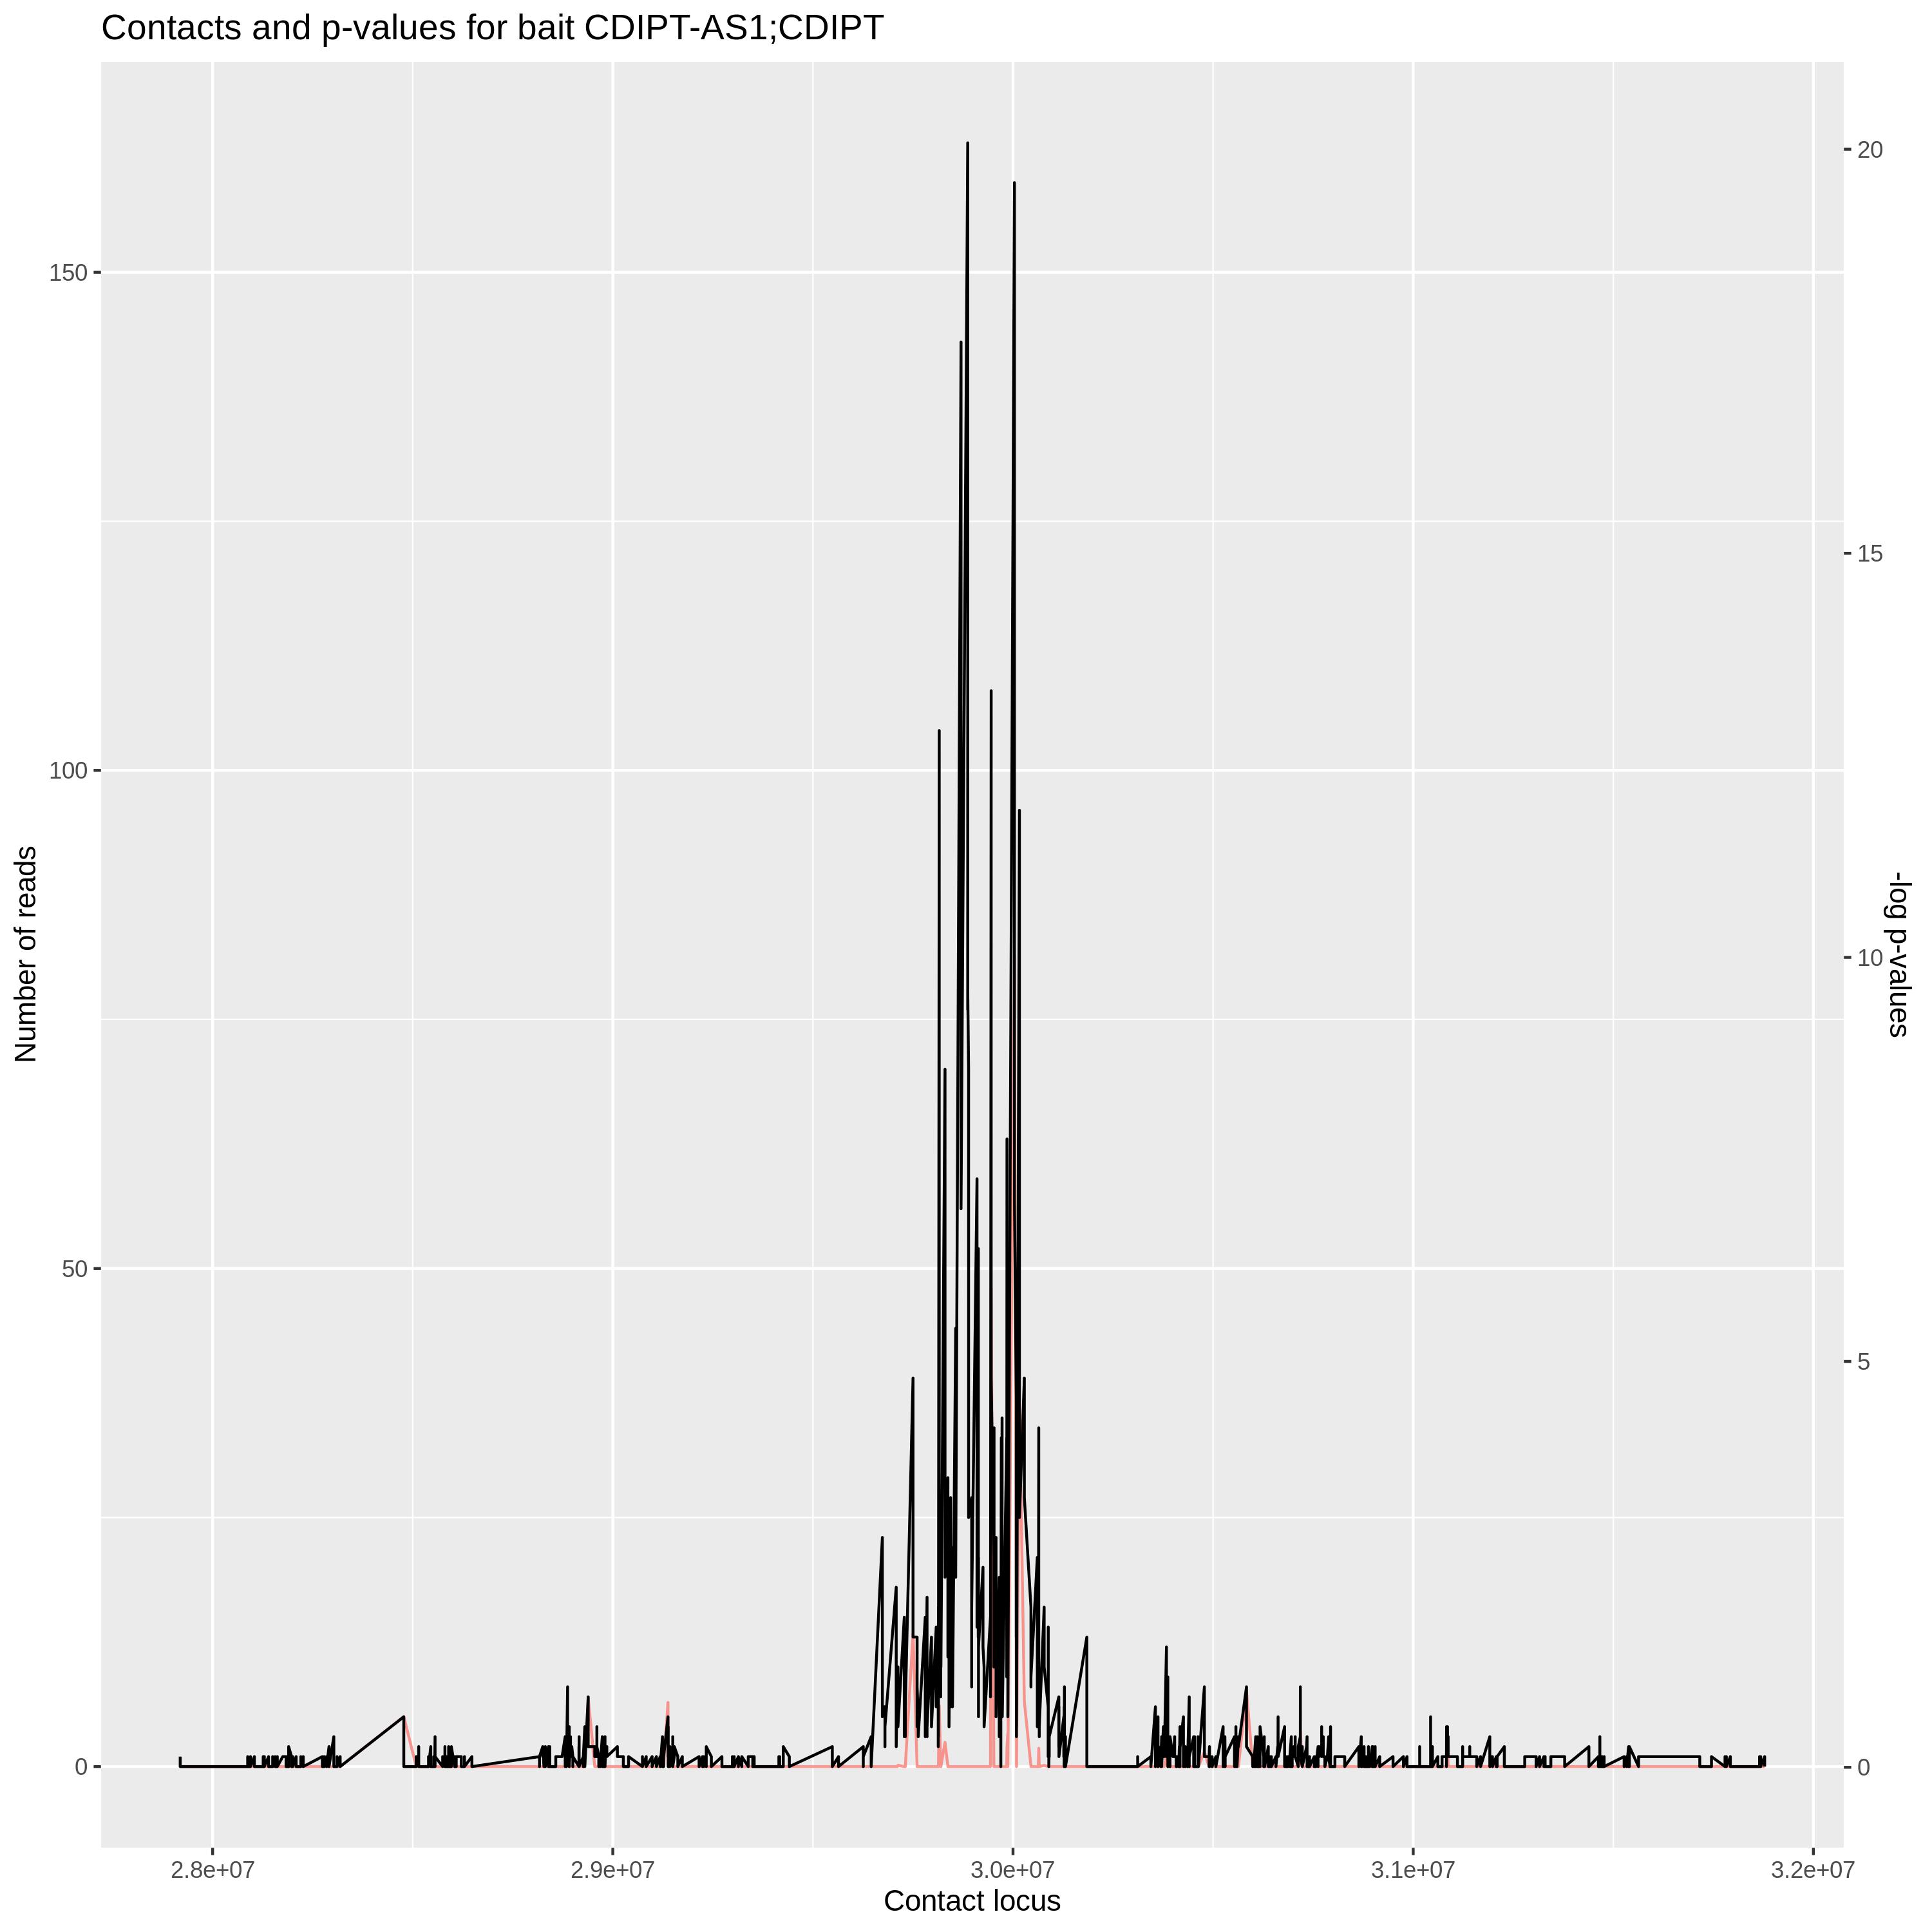 Contacts and p-values for bait CDIPT-AS1;CDIPT
150
100
50
0
Number of reads
20
15
10
5
0
-log p-values
2.8e+07
2.9e+07
3.0e+07
3.1e+07
3.2e+07
Contact locus